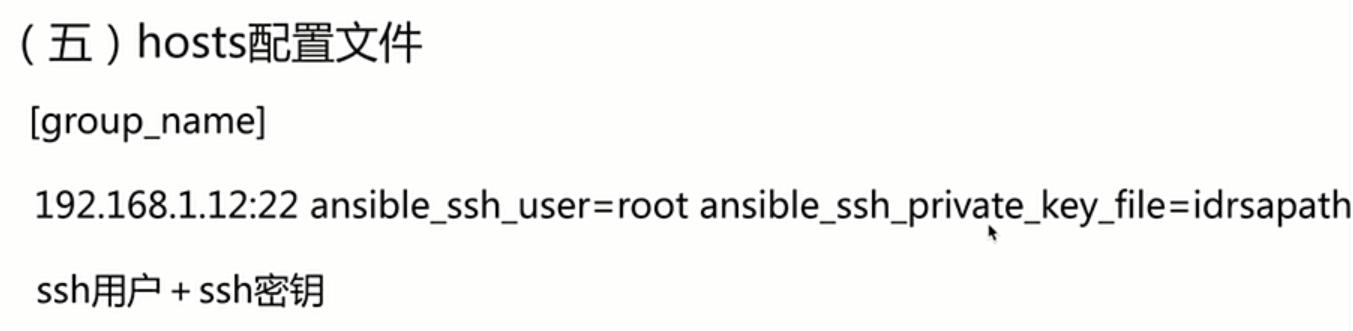 （五）hosts配置文件
[group_name]
192.168.1.12:22 ansible_ssh_user=root ansible_ssh_private_key_file=idrsapath
ssh用户＋ssh密钥